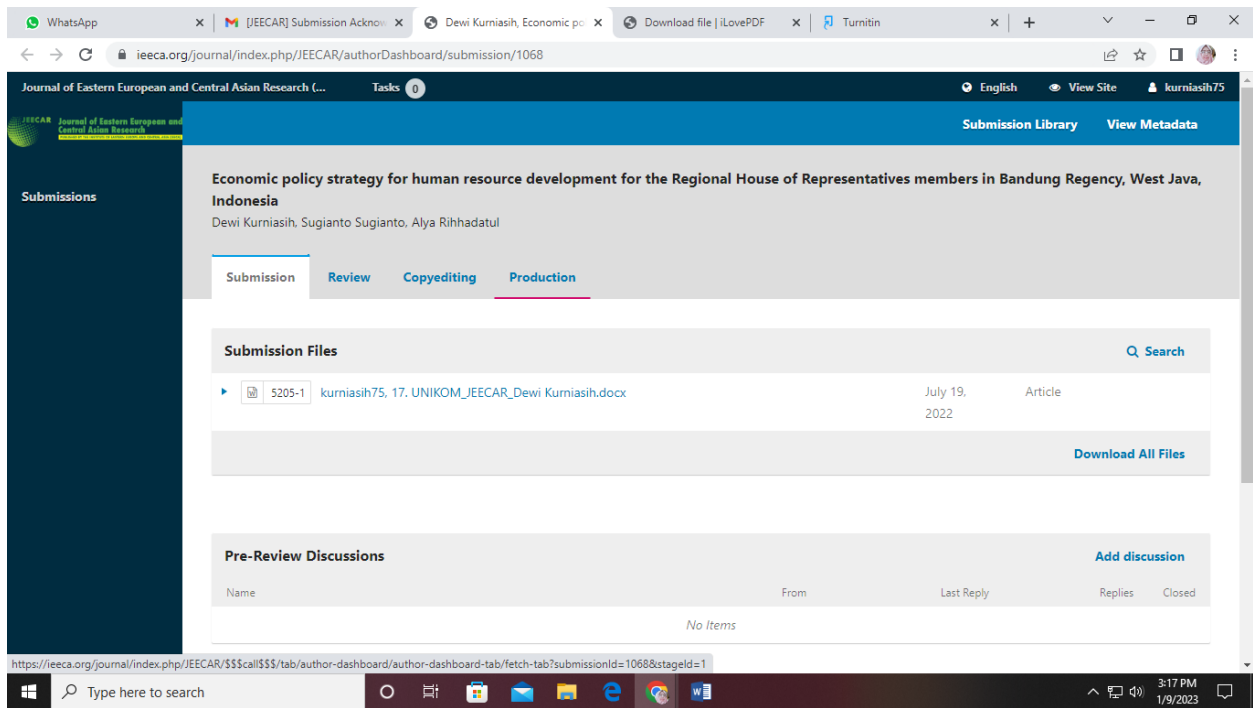 WhatsApp
[JEECAR] Submission Acknow
Dewi Kurniasih, Economic po
Download file | iLovePDF
Turnitin
ieeca.org/journal/index.php/JEECAR/authorDashboard/submission/1068
Journal of Eastern European and Central Asian Research (... Tasks 0 English View Site kurniasih75
JEECAR Journal of Eastern European and
Central Asian Research
Submission Library View Metadata
Submissions
Economic policy strategy for human resource development for the Regional House of Representatives members in Bandung Regency, West Java,
Indonesia
Dewi Kurniasih, Sugianto Sugianto, Alya Rihhadatul
Submission Review Copyediting Production
Submission Files Search
5205-1 kurniasih75, 17. UNIKOM_JEECAR_Dewi Kurniasih.docx July 19, Article
2022
Download All Files
Pre-Review Discussions Add discussion
Name From Last Reply Replies Closed
No Items
https://ieeca.org/journal/index.php/JEECAR/$$$call$$$/tab/author-dashboard/author-dashboard-tab/fetch-tab?submissionId=1068&stageId=1
Type here to search
3:17 PM
1/9/2023